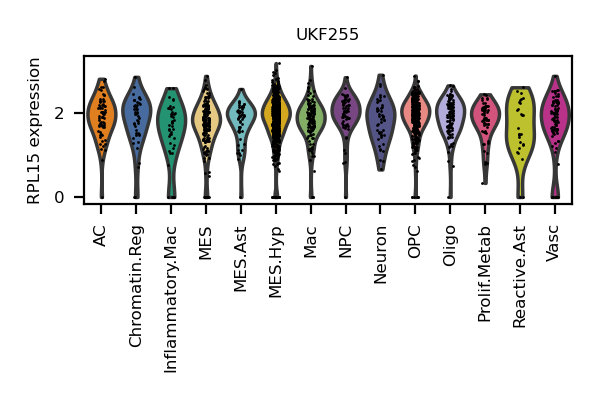 UKF255
RPL15 expression
2
0
AC
Chromatin.Reg
Inflammatory.Mac
MES
MES.Ast
MES.Hyp
Mac
NPC
Neuron
OPC
Oligo
Prolif.Metab
Reactive.Ast
Vasc